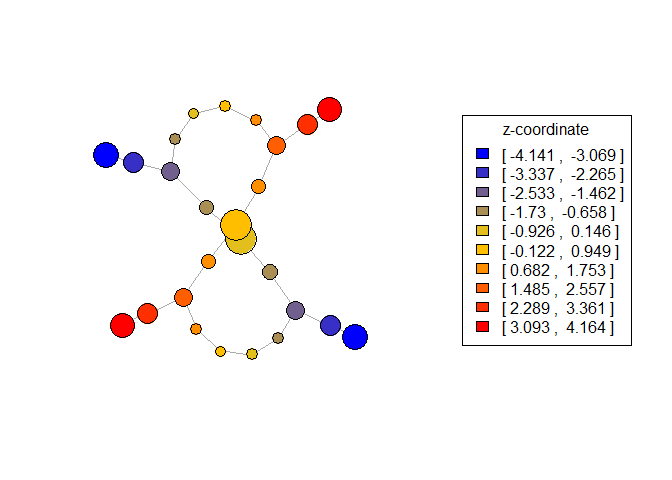 z-coordinate
[ -4.141 , -3.069 ]
[ -3.337 , -2.265 ]
[ -2.533 , -1.462 ]
[ -1.73 , -0.658 ]
[ -0.926 , 0.146 ]
[ -0.122 , 0.949 ]
[ 0.682 , 1.753 ]
[ 1.485 , 2.557 ]
[ 2.289 , 3.361 ]
[ 3.093 , 4.164 ]